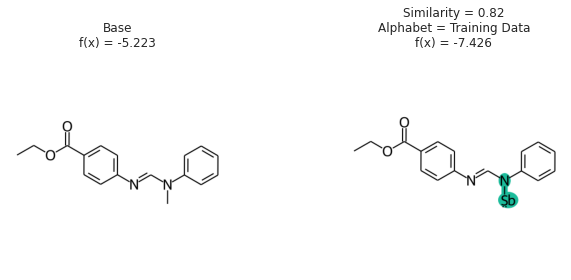 Base
f(x) = -5.223
Similarity = 0.82
Alphabet = Training Data
f(x) = -7.426
O
O
N
N
O
O
N
N
Sb